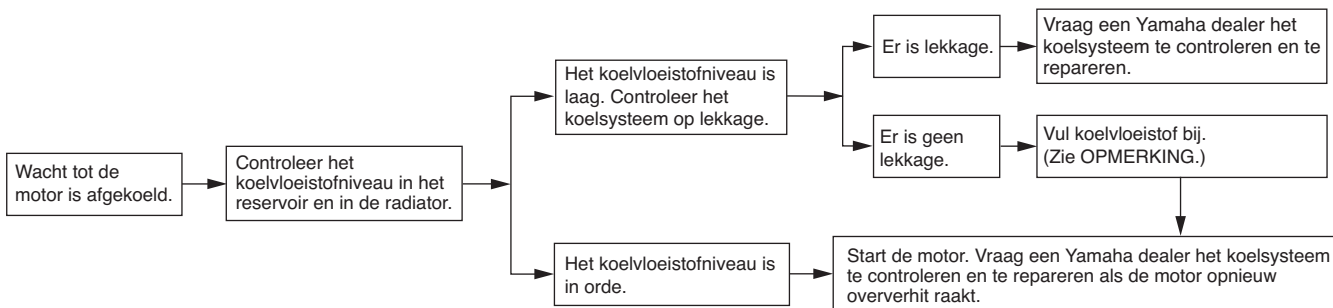 Wacht tot de
motor is afgekoeld.
Controleer het
koelvloeistofniveau in het
reservoir en in de radiator.
Het koelvloeistofniveau is
laag. Controleer het
koelsysteem op lekkage.
Er is lekkage.
Vraag een Yamaha dealer het
koelsysteem te controleren en te
repareren.
Er is geen
lekkage.
Vul koelvloeistof bij.
(Zie OPMERKING.)
Het koelvloeistofniveau is
in orde.
Start de motor. Vraag een Yamaha dealer het koelsysteem
te controleren en te repareren als de motor opnieuw
oververhit raakt.